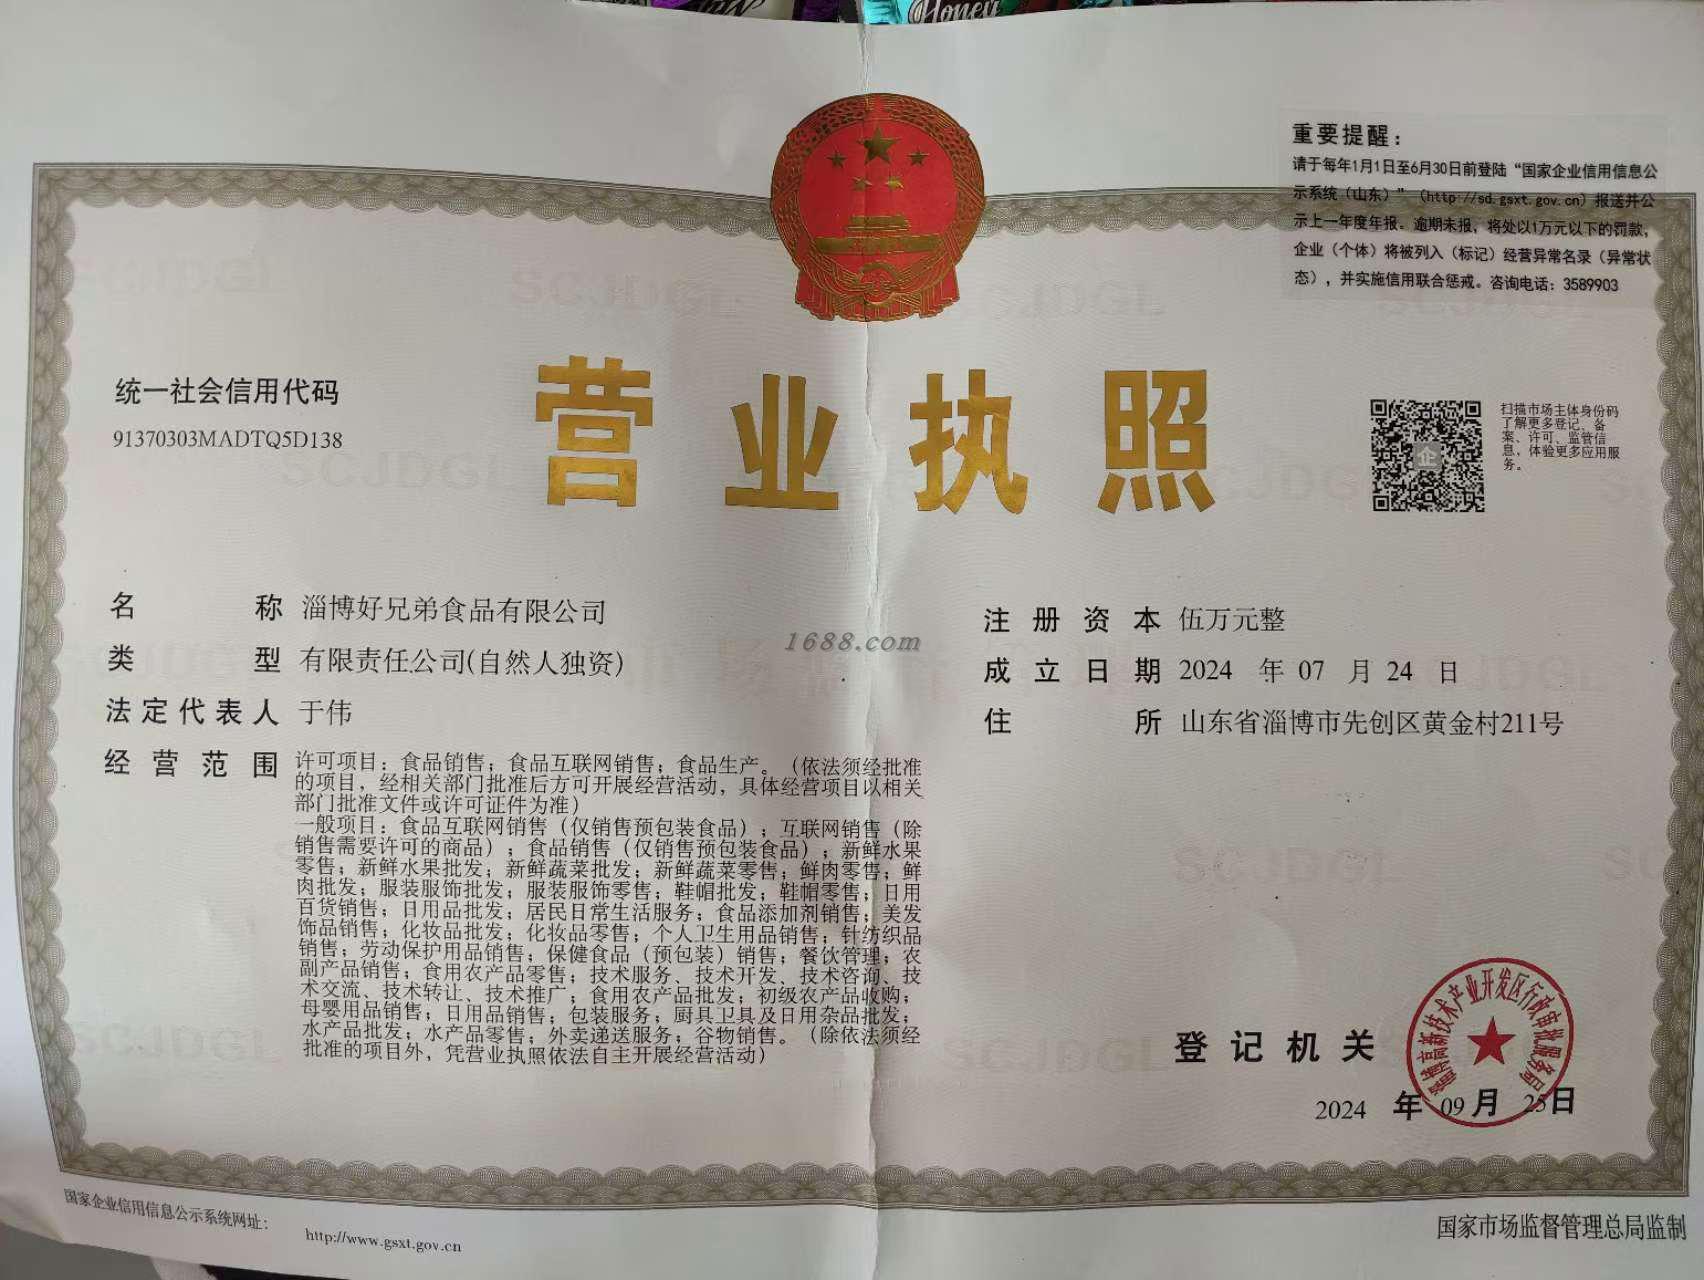 Honey
重要提醒：
请于每年1月1日至6月30日前登陆“国家企业信用信息公
示系统（山东）”（http://sd.gsxt.gov.cn）报送并公
示上一年度年报。逾期未报，将处以1万元以下的罚款，
企业（个体）将被列入（标记）经营异常名录（异常状
态），并实施信用联合惩戒。咨询电话：3589903
统一社会信用代码
91370303MADTQ5D138
营业执照
扫描市场主体身份码
了解更多登记、备
案、许可、监管信
息，体验更多应用服
务。
企
名称 淄博好兄弟食品有限公司
类型 有限责任公司(自然人独资)
法定代表人 于伟
经营范围 许可项目：食品销售；食品互联网销售；食品生产。（依法须经批准
的项目，经相关部门批准后方可开展经营活动，具体经营项目以相关
部门批准文件或许可证件为准）
一般项目：食品互联网销售（仅销售预包装食品）；互联网销售（除
销售需要许可的商品）；食品销售（仅销售预包装食品）；新鲜水果
零售；新鲜水果批发；新鲜蔬菜批发；新鲜蔬菜零售；鲜肉零售；鲜
肉批发；服装服饰批发；服装服饰零售；鞋帽批发；鞋帽零售；日用
百货销售；日用品批发；居民日常生活服务；食品添加剂销售；美发
饰品销售；化妆品批发；化妆品零售；个人卫生用品销售；针纺织品
销售；劳动保护用品销售；保健食品（预包装）销售；餐饮管理；农
副产品销售；食用农产品零售；技术服务、技术开发、技术咨询、技
术交流、技术转让、技术推广；食用农产品批发；初级农产品收购；
母婴用品销售；日用品销售；包装服务；厨具卫具及日用杂品批发；
水产品批发；水产品零售；外卖递送服务；谷物销售。（除依法须经
批准的项目外，凭营业执照依法自主开展经营活动）
注册资本 伍万元整
成立日期 2024 年 07 月 24 日
住所 山东省淄博市先创区黄金村211号
1688.com
登记机关
淄博高新技术产业开发区行政审批服务局
2024 年 09 月 25 日
国家企业信用信息公示系统网址：
http://www.gsxt.gov.cn
国家市场监督管理总局监制
SCJDGL